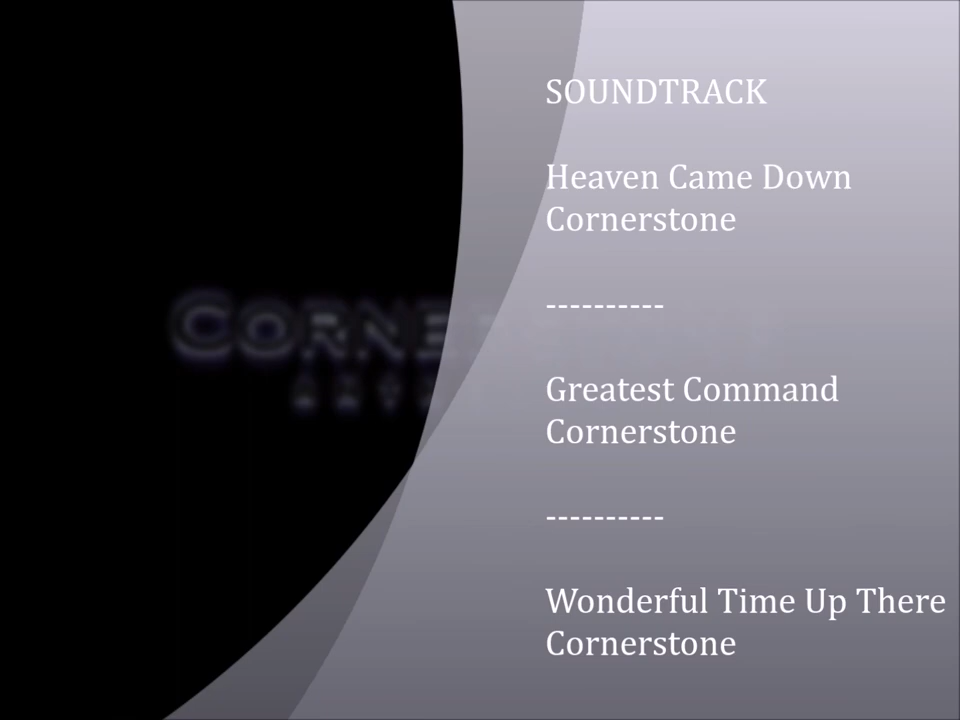 SOUNDTRACK
Heaven Came Down
Cornerstone
----------
Greatest Command
Cornerstone
----------
Wonderful Time Up There
Cornerstone